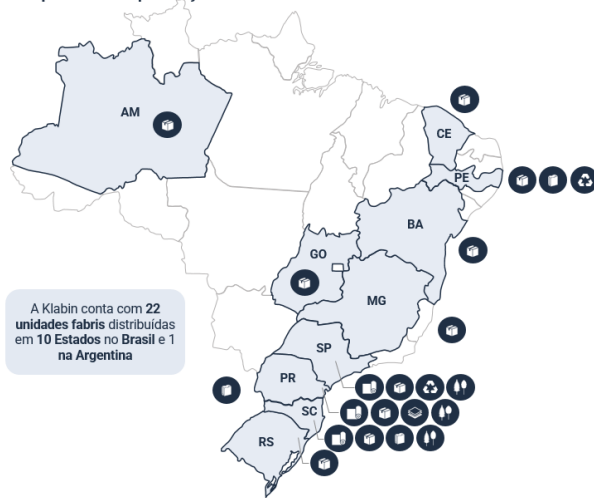 AM
CE
PE
BA
GO
MG
A Klabin conta com 22
unidades fabris distribuídas
em 10 Estados no Brasil e 1
na Argentina
SP
PR
SC
RS